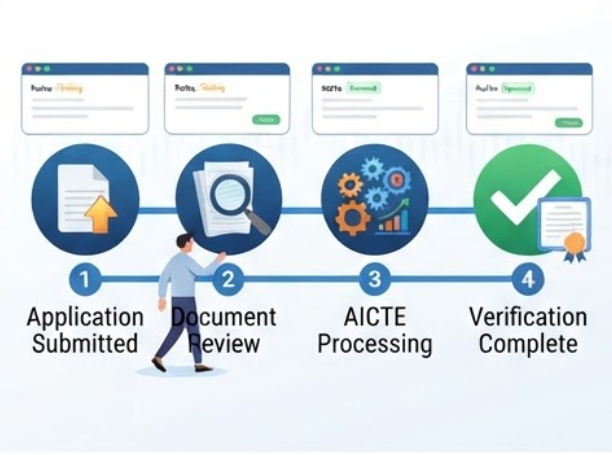 1
2
3
4
Application
Submitted
Document
Review
AICTE
Processing
Verification
Complete